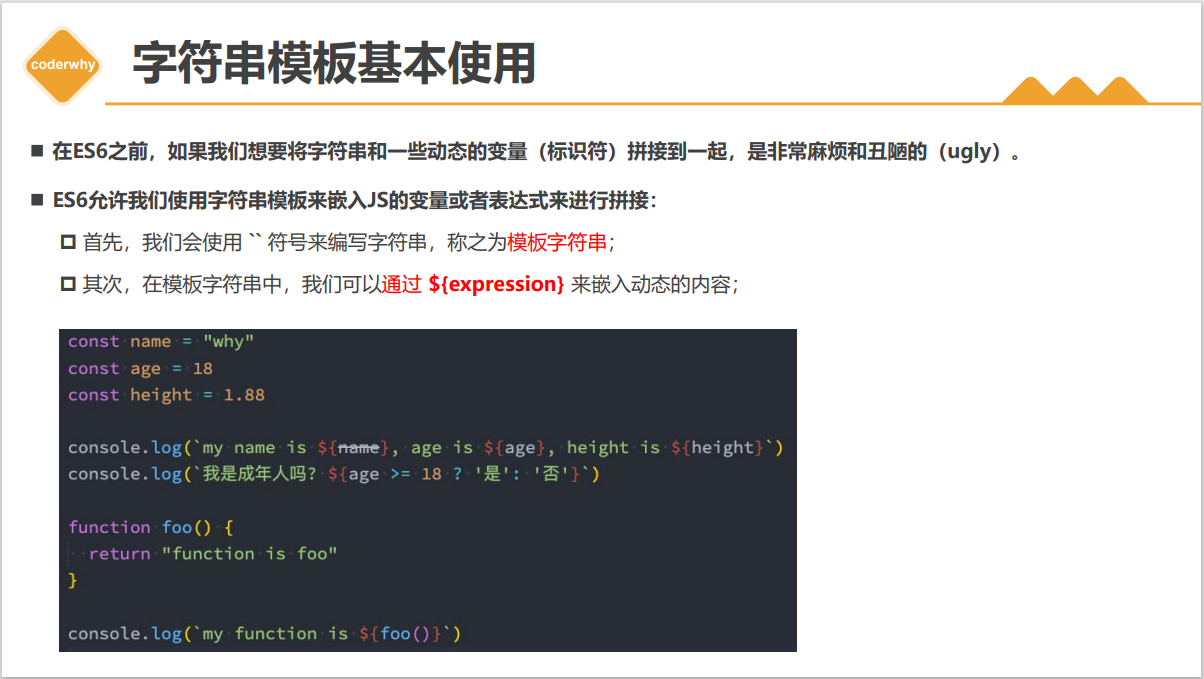 coderwhy
字符串模板基本使用
在ES6之前，如果我们想要将字符串和一些动态的变量（标识符）拼接到一起，是非常麻烦和丑陋的（ugly）。
ES6允许我们使用字符串模板来嵌入JS的变量或者表达式来进行拼接：
首先，我们会使用 `` 符号来编写字符串，称之为模板字符串；
其次，在模板字符串中，我们可以通过 ${expression} 来嵌入动态的内容；
const name = "why"
const age = 18
const height = 1.88
console.log(`my name is ${name}, age is ${age}, height is ${height}`)
console.log(`我是成年人吗? ${age >= 18 ? '是': '否'}`)
function foo() {
  return "function is foo"
}
console.log(`my function is ${foo()}`)